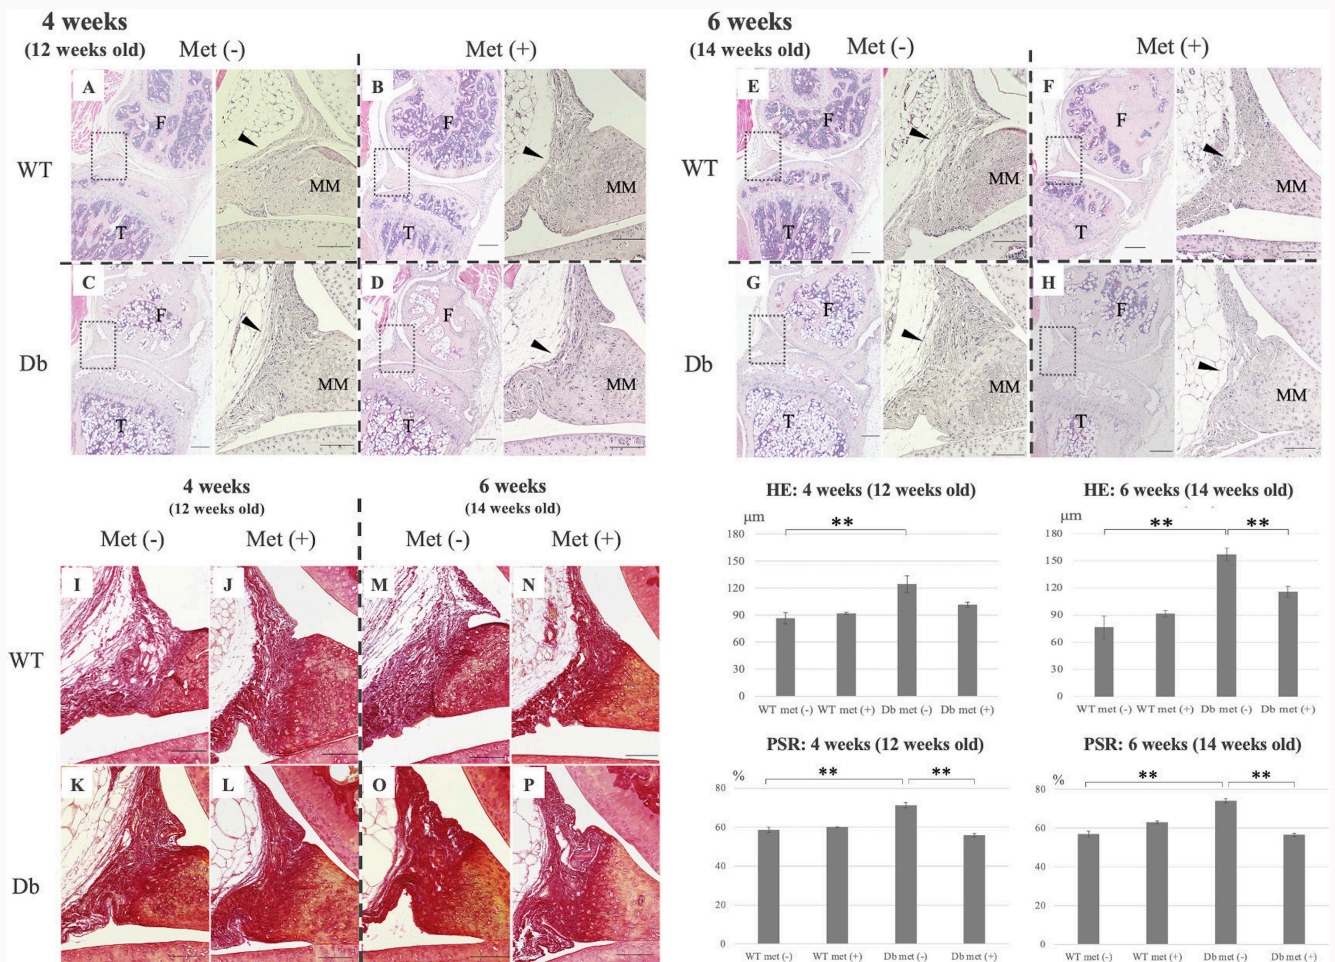 4 weeks
(12 weeks old)
Met (-)
Met (+)
6 weeks
(14 weeks old)
Met (-)
Met (+)
WT
A
F
T
MM
B
F
T
MM
WT
E
F
T
MM
F
F
T
MM
Db
C
F
T
MM
D
F
T
MM
Db
G
F
T
MM
H
F
T
MM
4 weeks
(12 weeks old)
6 weeks
(14 weeks old)
Met (-)
Met (+)
Met (-)
Met (+)
WT
I
J
M
N
Db
K
L
O
P
HE: 4 weeks (12 weeks old)
μm
**
180
150
120
90
60
30
0
WT met (-)
WT met (+)
Db met (-)
Db met (+)
HE: 6 weeks (14 weeks old)
μm
**
**
180
150
120
90
60
30
0
WT met (-)
WT met (+)
Db met (-)
Db met (+)
PSR: 4 weeks (12 weeks old)
%
**
**
80
60
40
20
0
WT met (-)
WT met (+)
Db met (-)
Db met (+)
PSR: 6 weeks (14 weeks old)
%
**
**
80
60
40
20
0
WT met (-)
WT met (+)
Db met (-)
Db met (+)